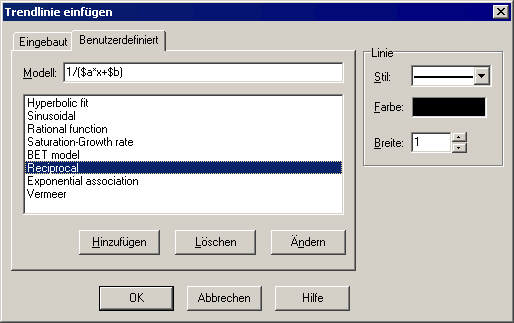 Trendlinie einfügen
Eingebaut
Benutzerdefiniert
Modell: 1/($a*x+$b)
Hyperbolic fit
Sinusoidal
Rational function
Saturation-Growth rate
BET model
Reciprocal
Exponential association
Vermeer
Hinzufügen
Löschen
Ändern
Linie
Stil:
Farbe:
Breite: 1
OK
Abbrechen
Hilfe